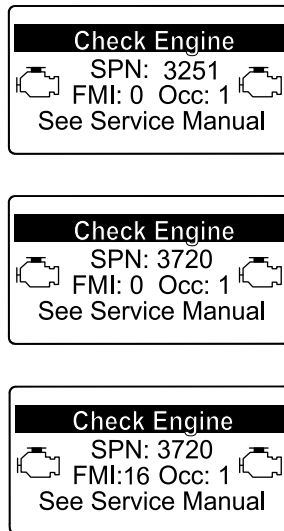 Check Engine
SPN: 3251
FMI: 0 Occ: 1
See Service Manual
Check Engine
SPN: 3720
FMI: 0 Occ: 1
See Service Manual
Check Engine
SPN: 3720
FMI:16 Occ: 1
See Service Manual